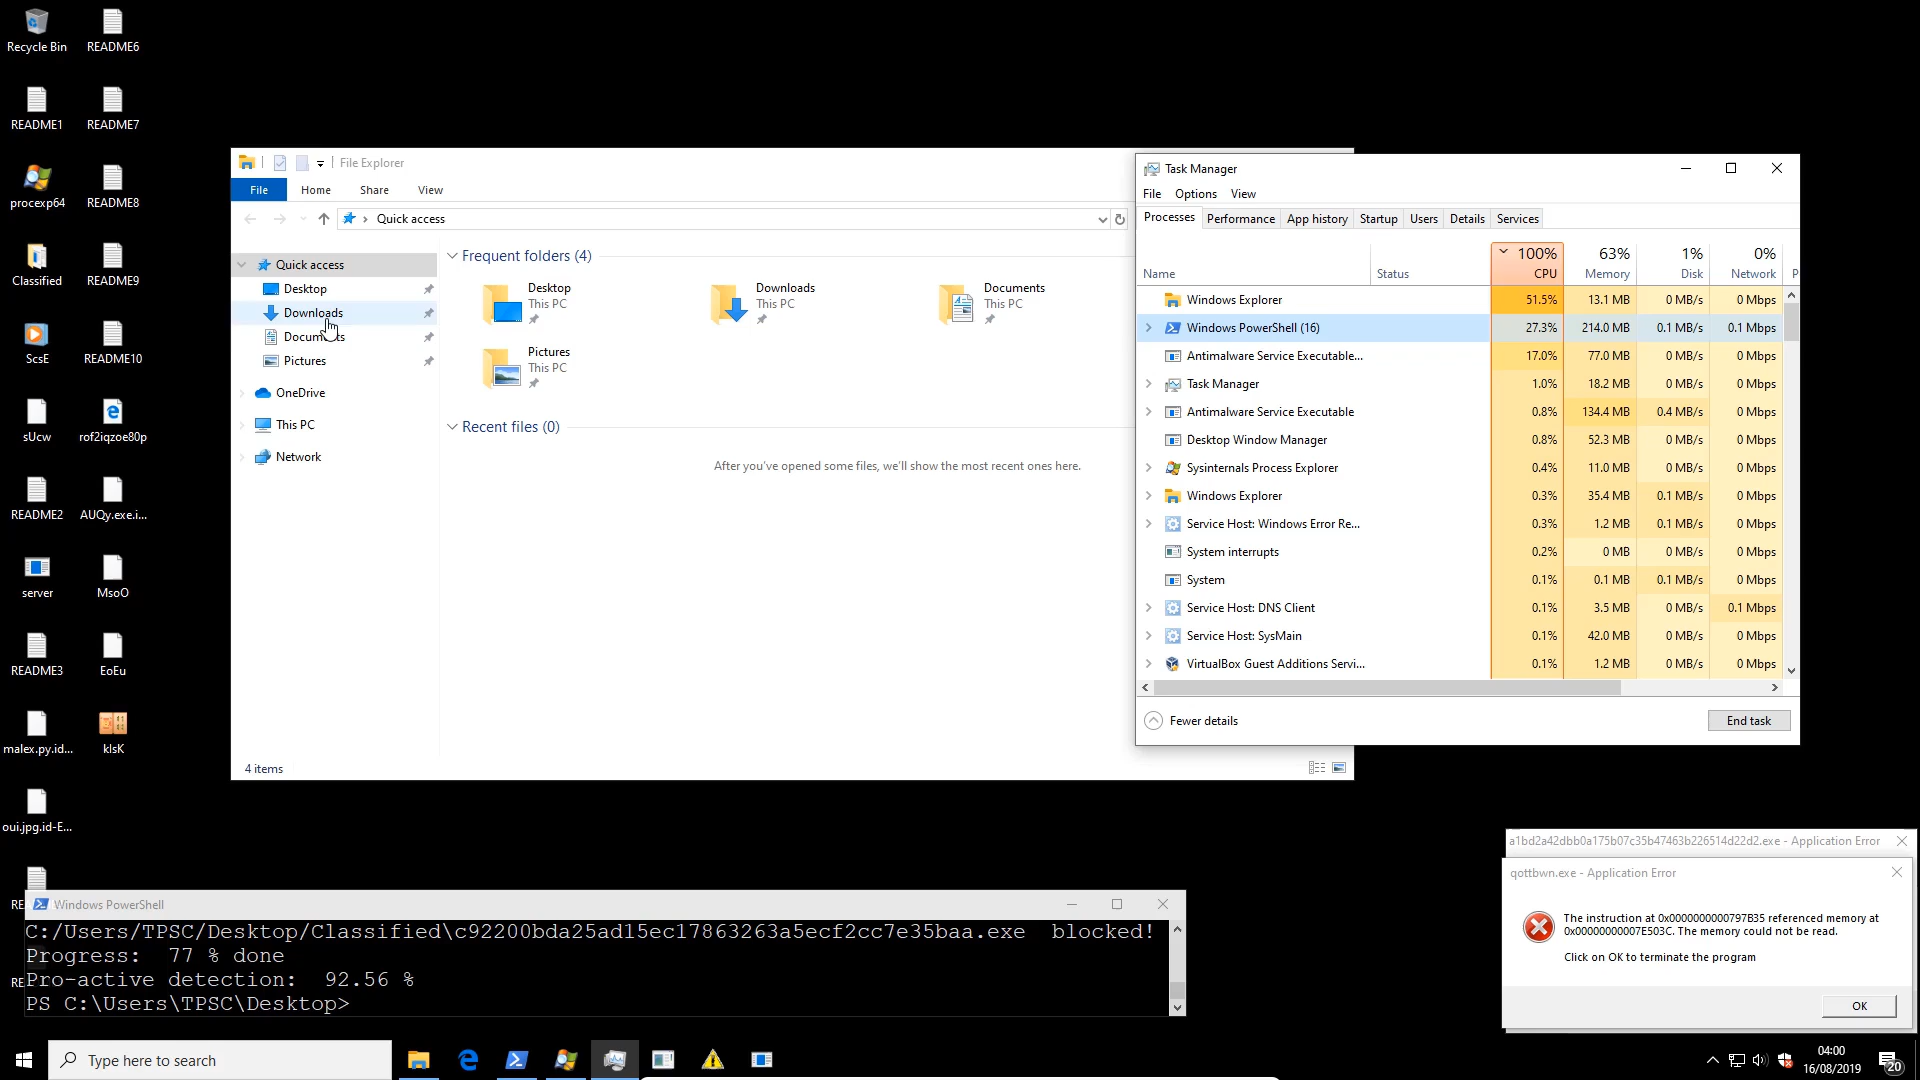 Recycle Bin
README6
README1
README7
procexp64
README8
Classified
README9
ScsE
README10
sUcw
rof2iqzoe80p
README2
AUQy.exe.i...
server
MsoO
README3
EoEu
malex.py.id...
klsK
oui.jpg.id-E...
RE
RE
File Explorer
File
Home
Share
View
Quick access
Quick access
Desktop
Downloads
Documents
Pictures
OneDrive
This PC
Network
Frequent folders (4)
Desktop
This PC
Downloads
This PC
Documents
This PC
Pictures
This PC
Recent files (0)
After you've opened some files, we'll show the most recent ones here.
4 items
Task Manager
File Options View
Processes Performance App history Startup Users Details Services
100% 63% 1% 0%
Name Status CPU Memory Disk Network P
Windows Explorer 51.5% 13.1 MB 0 MB/s 0 Mbps
Windows PowerShell (16) 27.3% 214.0 MB 0.1 MB/s 0.1 Mbps
Antimalware Service Executable... 17.0% 77.0 MB 0 MB/s 0 Mbps
Task Manager 1.0% 18.2 MB 0 MB/s 0 Mbps
Antimalware Service Executable 0.8% 134.4 MB 0.4 MB/s 0 Mbps
Desktop Window Manager 0.8% 52.3 MB 0 MB/s 0 Mbps
Sysinternals Process Explorer 0.4% 11.0 MB 0 MB/s 0 Mbps
Windows Explorer 0.3% 35.4 MB 0.1 MB/s 0 Mbps
Service Host: Windows Error Re... 0.3% 1.2 MB 0.1 MB/s 0 Mbps
System interrupts 0.2% 0 MB 0 MB/s 0 Mbps
System 0.1% 0.1 MB 0.1 MB/s 0 Mbps
Service Host: DNS Client 0.1% 3.5 MB 0 MB/s 0.1 Mbps
Service Host: SysMain 0.1% 42.0 MB 0 MB/s 0 Mbps
VirtualBox Guest Additions Servi... 0.1% 1.2 MB 0 MB/s 0 Mbps
Fewer details
End task
a1bd2a42dbb0a175b07c35b47463b226514d22d2.exe - Application Error
qottbwn.exe - Application Error
The instruction at 0x0000000000797B35 referenced memory at
0x00000000007E503C. The memory could not be read.
Click on OK to terminate the program
OK
Windows PowerShell
C:/Users/TPSC/Desktop/Classified\c92200bda25ad15ec17863263a5ecf2cc7e35baa.exe blocked!
Progress: 77 % done
Pro-active detection: 92.56 %
PS C:\Users\TPSC\Desktop>
Type here to search
04:00
16/08/2019
20